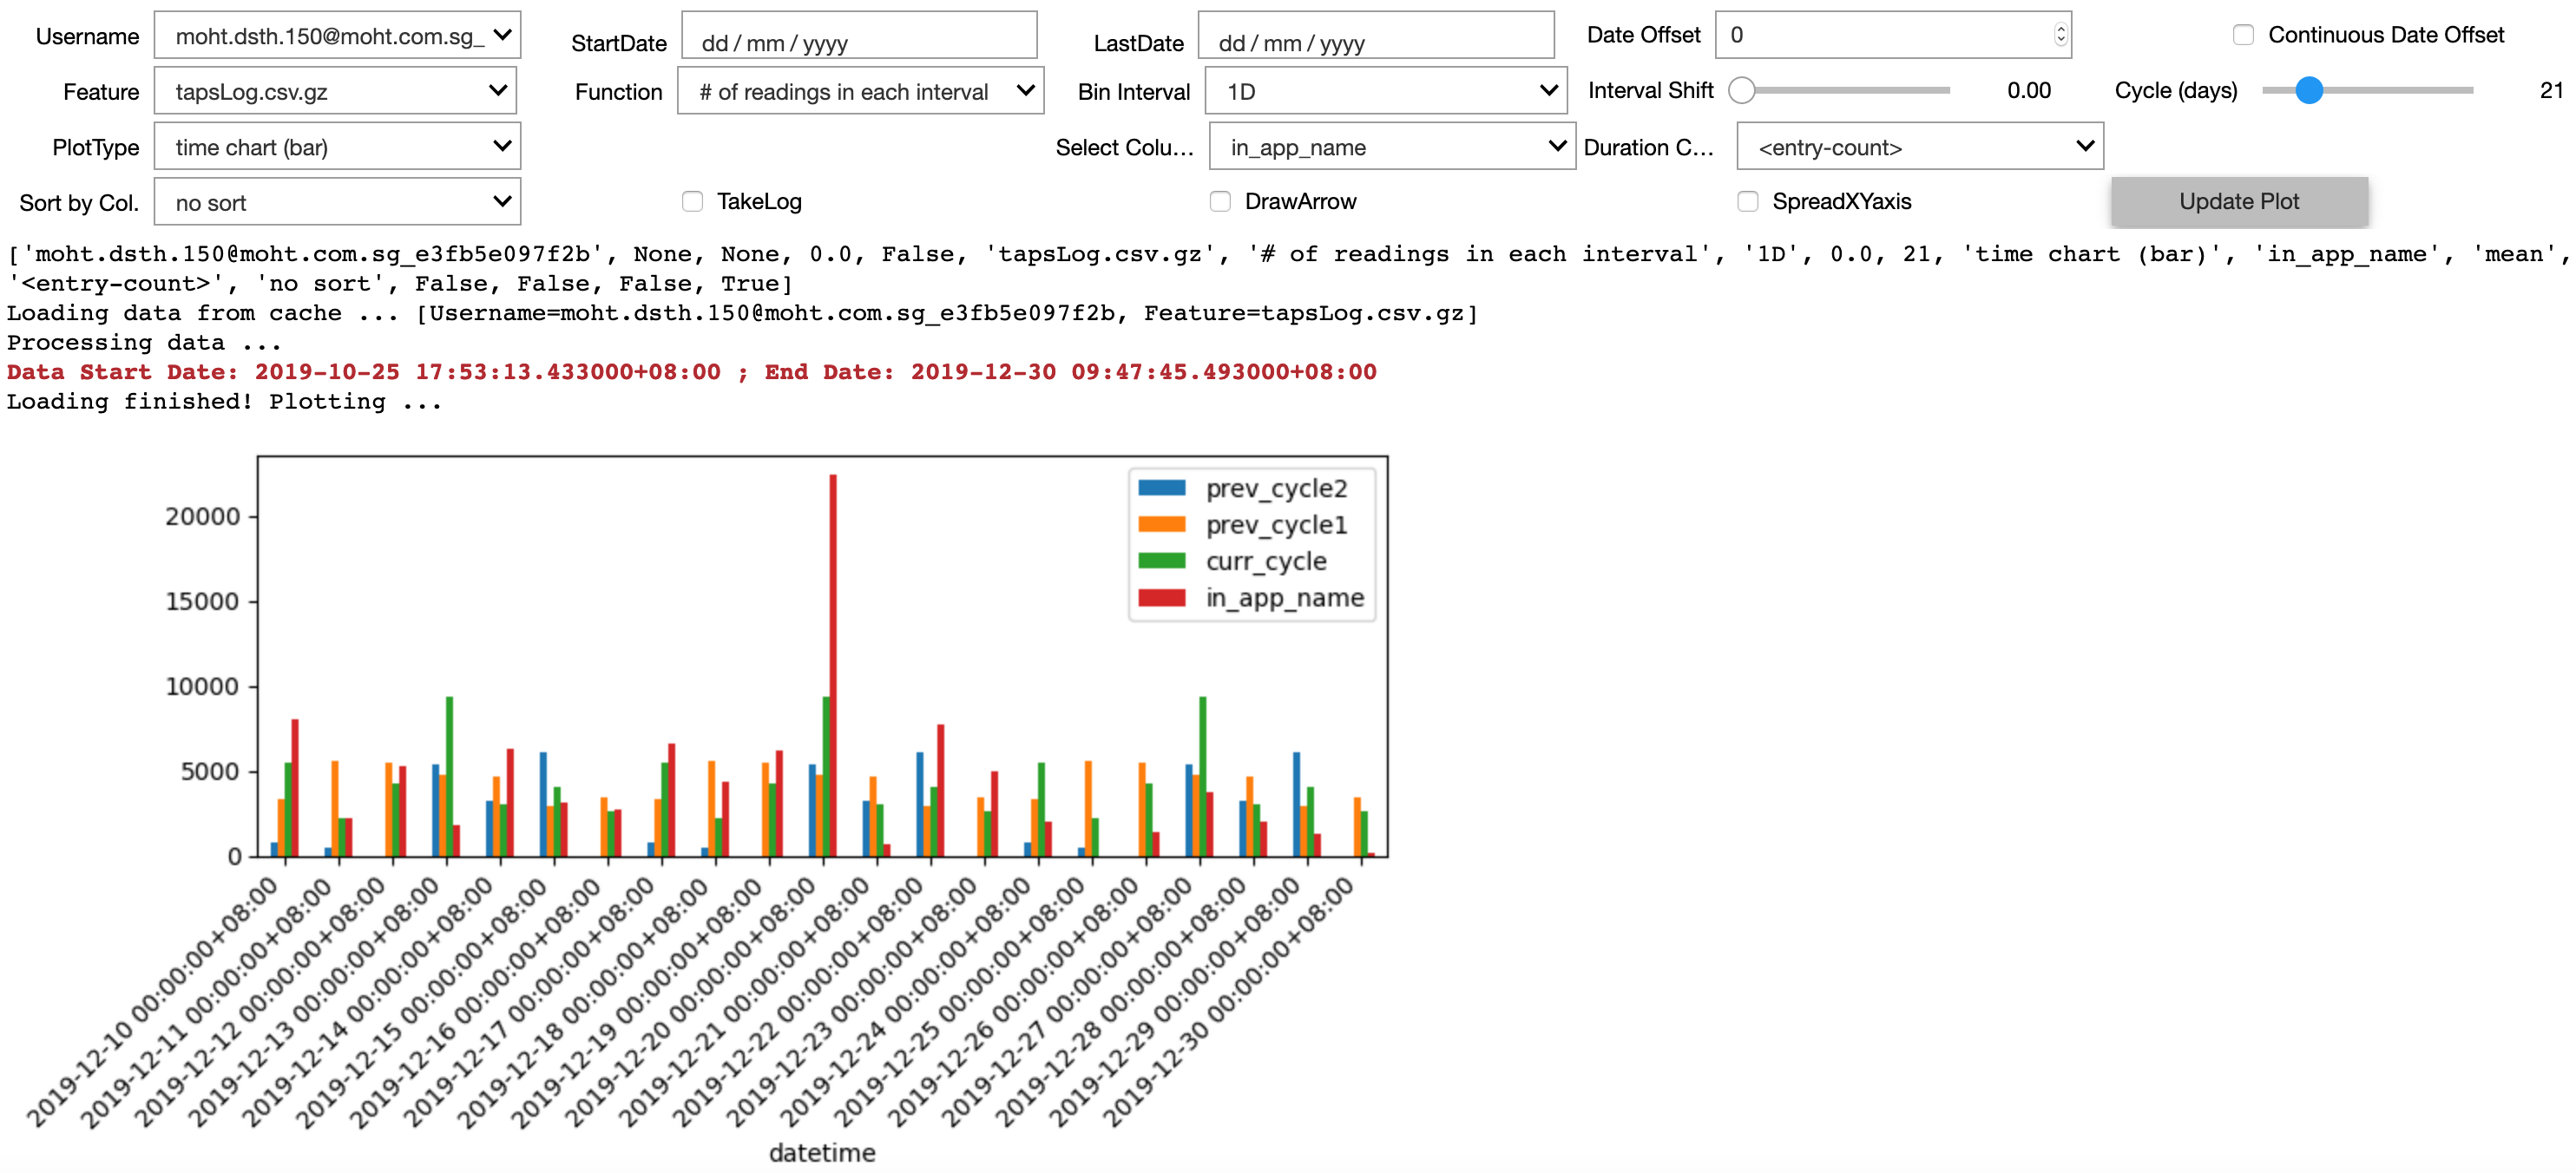 Username moht.dsth.150@moht.com.sg_ StartDate dd / mm / yyyy LastDate dd / mm / yyyy Date Offset 0 Continuous Date Offset
Feature tapsLog.csv.gz Function # of readings in each interval Bin Interval 1D Interval Shift 0.00 Cycle (days) 21
PlotType time chart (bar) Select Colu... in_app_name Duration C... <entry-count>
Sort by Col. no sort TakeLog DrawArrow SpreadXYaxis Update Plot
['moht.dsth.150@moht.com.sg_e3fb5e097f2b', None, None, 0.0, False, 'tapsLog.csv.gz', '# of readings in each interval', '1D', 0.0, 21, 'time chart (bar)', 'in_app_name', 'mean',
'<entry-count>', 'no sort', False, False, False, True]
Loading data from cache ... [Username=moht.dsth.150@moht.com.sg_e3fb5e097f2b, Feature=tapsLog.csv.gz]
Processing data ...
Data Start Date: 2019-10-25 17:53:13.433000+08:00 ; End Date: 2019-12-30 09:47:45.493000+08:00
Loading finished! Plotting ...
prev_cycle2
prev_cycle1
curr_cycle
in_app_name
20000
15000
10000
5000
0
2019-12-10 00:00:00+08:00
2019-12-11 00:00:00+08:00
2019-12-12 00:00:00+08:00
2019-12-13 00:00:00+08:00
2019-12-14 00:00:00+08:00
2019-12-15 00:00:00+08:00
2019-12-16 00:00:00+08:00
2019-12-17 00:00:00+08:00
2019-12-18 00:00:00+08:00
2019-12-19 00:00:00+08:00
2019-12-20 00:00:00+08:00
2019-12-21 00:00:00+08:00
2019-12-22 00:00:00+08:00
2019-12-23 00:00:00+08:00
2019-12-24 00:00:00+08:00
2019-12-25 00:00:00+08:00
2019-12-26 00:00:00+08:00
2019-12-27 00:00:00+08:00
2019-12-28 00:00:00+08:00
2019-12-29 00:00:00+08:00
2019-12-30 00:00:00+08:00
datetime